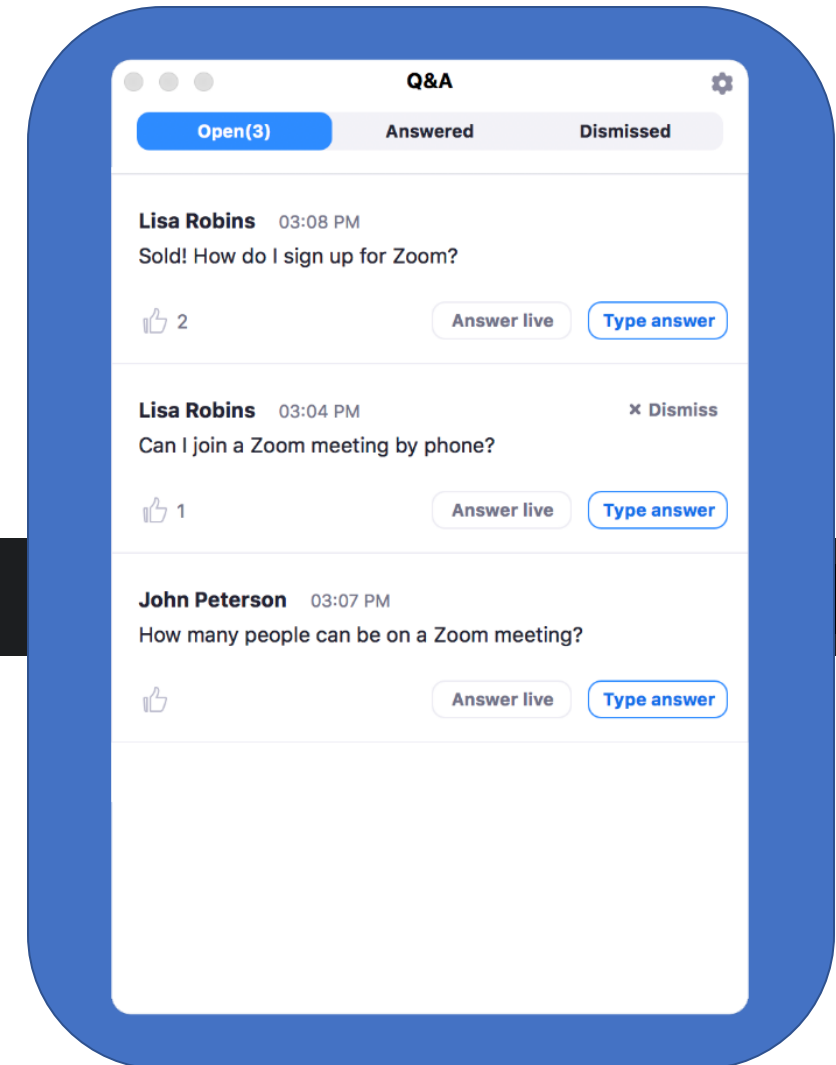 Q&A
Open(3) Answered Dismissed
Lisa Robins 03:08 PM
Sold! How do I sign up for Zoom?
2 Answer live Type answer
Lisa Robins 03:04 PM × Dismiss
Can I join a Zoom meeting by phone?
1 Answer live Type answer
John Peterson 03:07 PM
How many people can be on a Zoom meeting?
Answer live Type answer